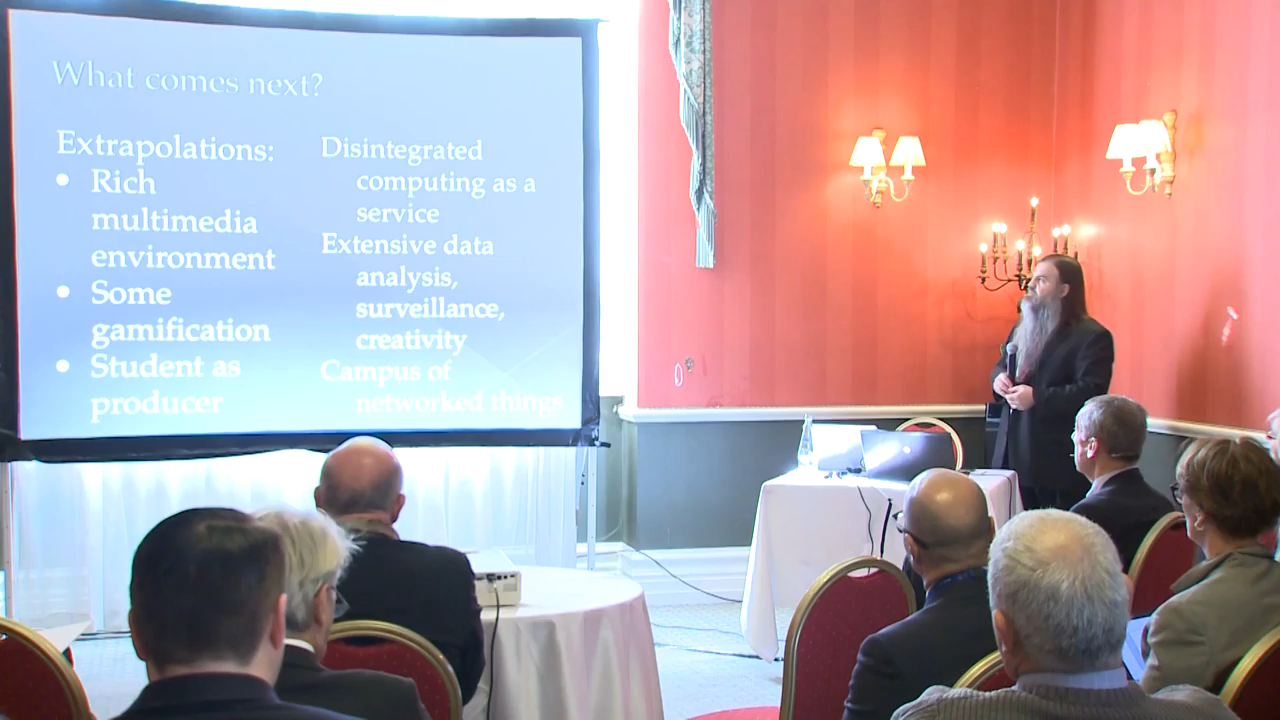 What comes next?
Extrapolations:
• Rich
multimedia
environment
• Some
gamification
• Student as
producer
Disintegrated
computing as a
service
Extensive data
analysis,
surveillance,
creativity
Campus of
networked things